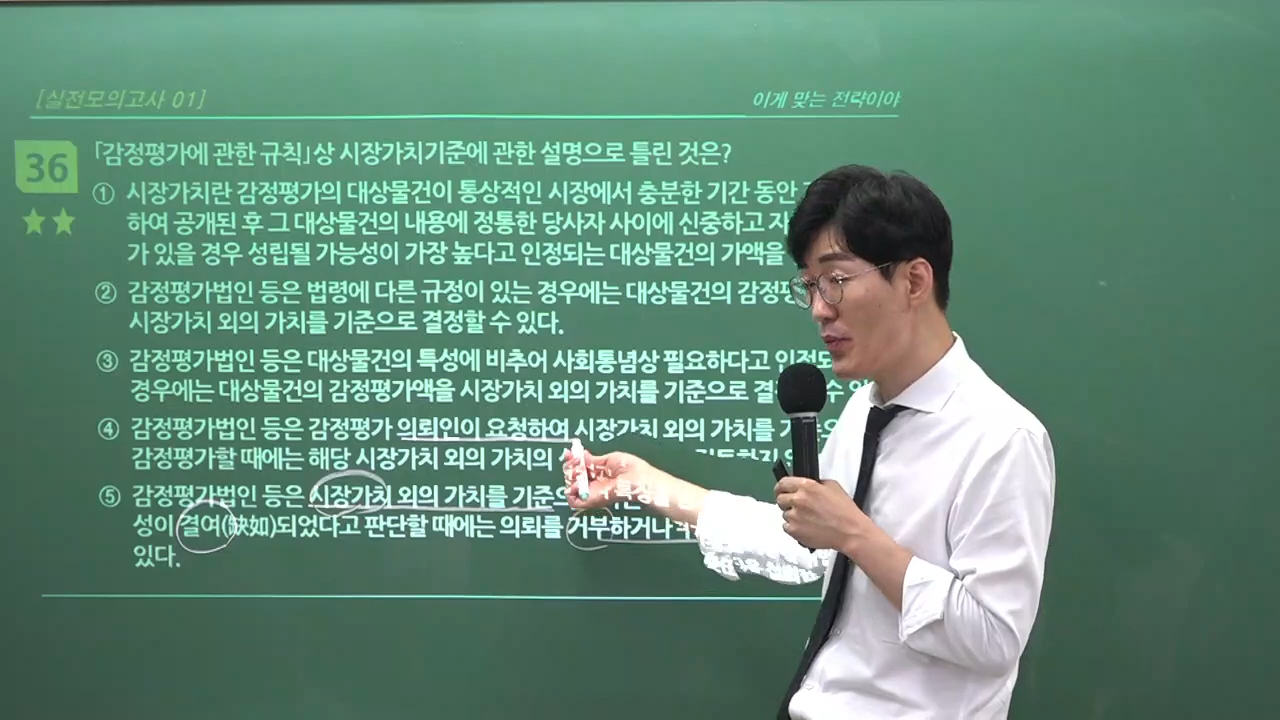 [실전모의고사 01]
이게 맞는 전략이야
36 「감정평가에 관한 규칙」상 시장가치기준에 관한 설명으로 틀린 것은?
① 시장가치란 감정평가의 대상물건이 통상적인 시장에서 충분한 기간 동안
하여 공개된 후 그 대상물건의 내용에 정통한 당사자 사이에 신중하고
가 있을 경우 성립될 가능성이 가장 높다고 인정되는 대상물건의 가액을
② 감정평가법인 등은 법령에 다른 규정이 있는 경우에는 대상물건의
시장가치 외의 가치를 기준으로 결정할 수 있다.
③ 감정평가법인 등은 대상물건의 특성에 비추어 사회통념상 필요하다고
경우에는 대상물건의 감정평가액을 시장가치 외의 가치를 기준으로 수
④ 감정평가법인 등은 감정평가 의뢰인이 요청하여 시장가치 외의 가치를
감정평가할 때에는 해당 시장가치 외의 가치의
⑤ 감정평가법인 등은 시장가치 외의 가치를
성이 결여(缺如)되었다고 판단할 때에는 의뢰를 거부하거나
있다.